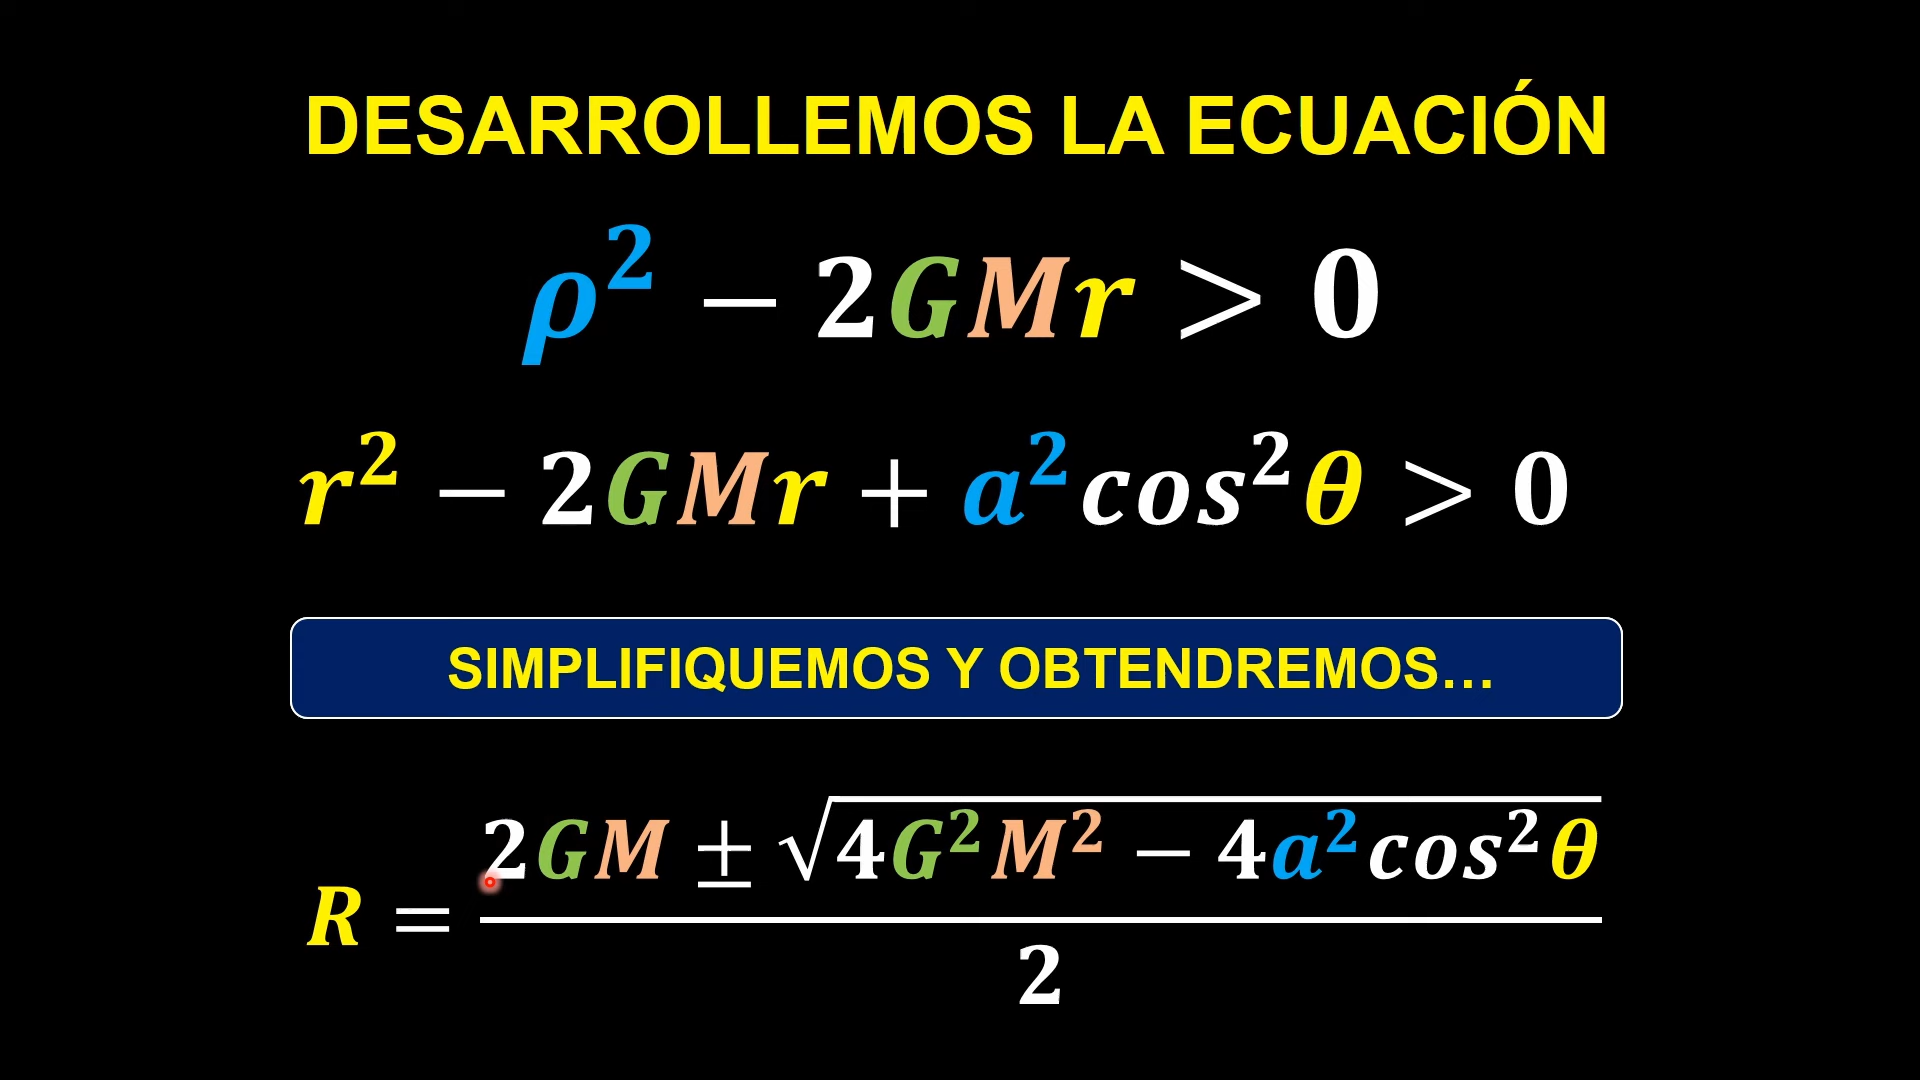 DESARROLLEMOS LA ECUACIÓN
ρ² − 2GMr > 0
r² − 2GMr + a²cos²θ > 0
SIMPLIFIQUEMOS Y OBTENDREMOS…
R = (2GM ± √(4G²M² − 4a²cos²θ)) / 2